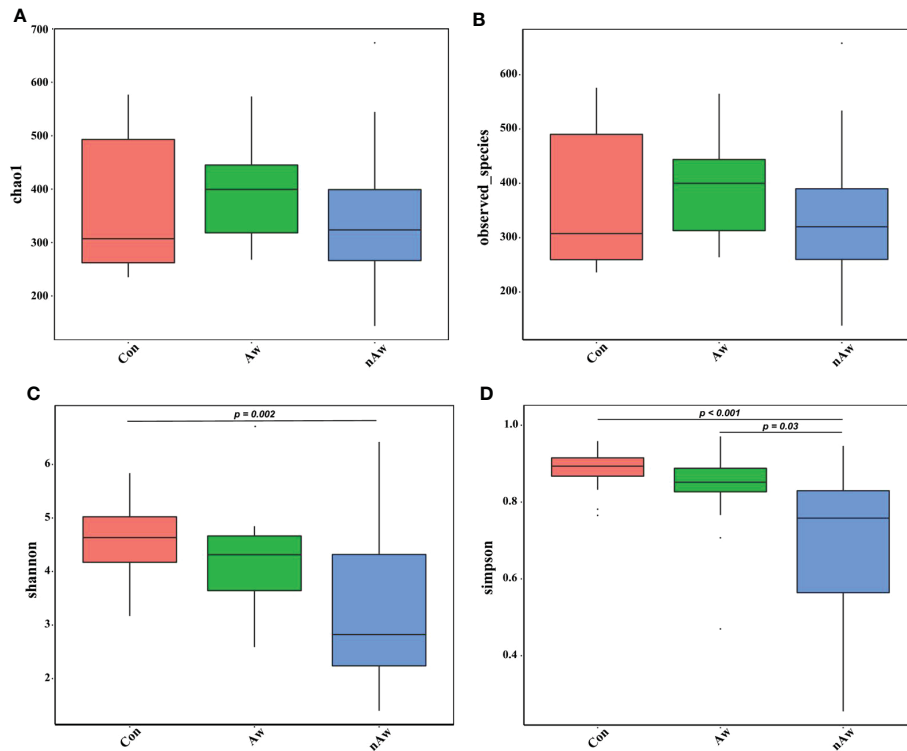 A
700
600
500
400
300
200
chao1
Con
Aw
nAw
B
600
500
400
300
200
observed_species
Con
Aw
nAw
C
p = 0.002
6
5
4
3
2
shannon
Con
Aw
nAw
D
p < 0.001
p = 0.03
1.0
0.8
0.6
0.4
simpson
Con
Aw
nAw